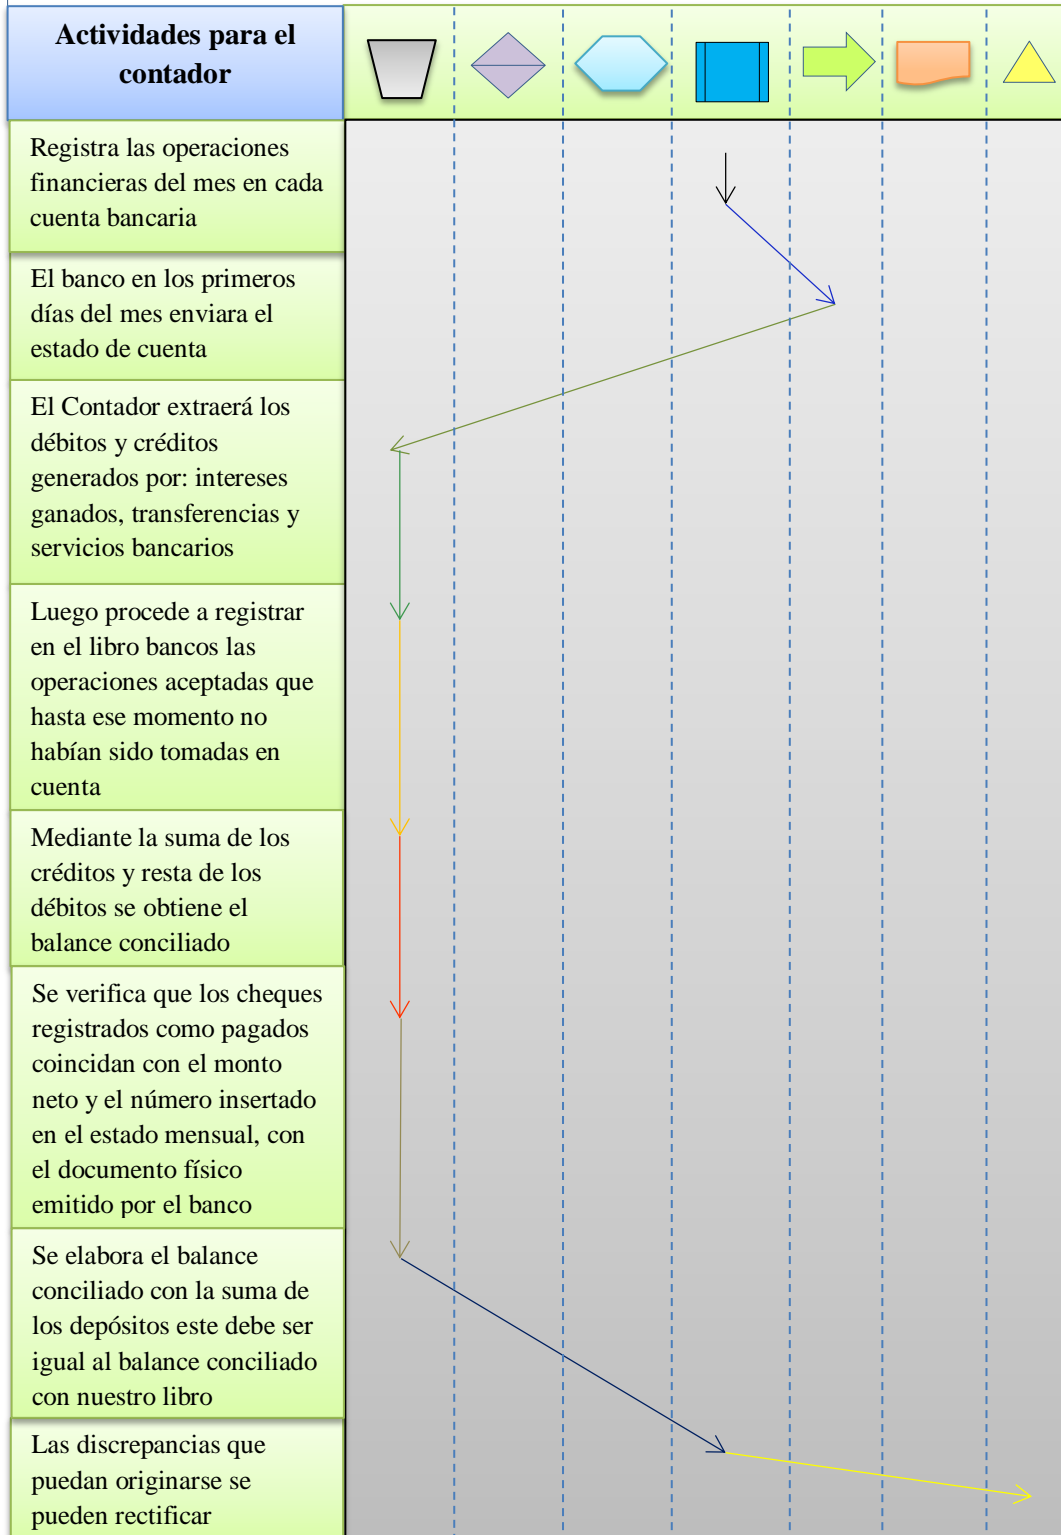 Actividades para el
contador
Registra las operaciones
financieras del mes en cada
cuenta bancaria
El banco en los primeros
días del mes enviara el
estado de cuenta
El Contador extraerá los
débitos y créditos
generados por: intereses
ganados, transferencias y
servicios bancarios
Luego procede a registrar
en el libro bancos las
operaciones aceptadas que
hasta ese momento no
habían sido tomadas en
cuenta
Mediante la suma de los
créditos y resta de los
débitos se obtiene el
balance conciliado
Se verifica que los cheques
registrados como pagados
coincidan con el monto
neto y el número insertado
en el estado mensual, con
el documento físico
emitido por el banco
Se elabora el balance
conciliado con la suma de
los depósitos este debe ser
igual al balance conciliado
con nuestro libro
Las discrepancias que
puedan originarse se
pueden rectificar